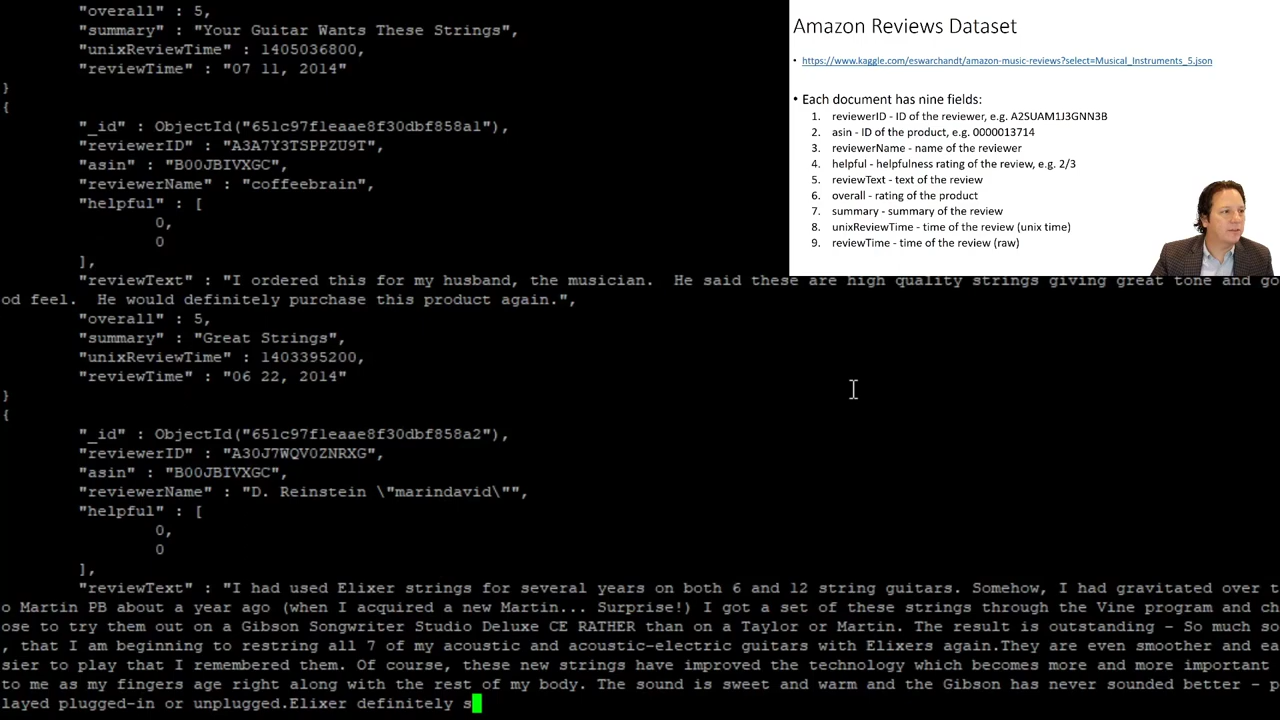 "overall" : 5,
"summary" : "Your Guitar Wants These Strings",
"unixReviewTime" : 1405036800,
"reviewTime" : "07 11, 2014"
}
{
"_id" : ObjectId("651c97f1eaae8f30dbf858a1"),
"reviewerID" : "A3A7Y3TSPPZU9T",
"asin" : "B00JBIVXGC",
"reviewerName" : "coffeebrain",
"helpful" : [
0,
0
],
"reviewText" : "I ordered this for my husband, the musician.  He said these are high quality strings giving great tone and go
od feel.  He would definitely purchase this product again.",
"overall" : 5,
"summary" : "Great Strings",
"unixReviewTime" : 1403395200,
"reviewTime" : "06 22, 2014"
}
{
"_id" : ObjectId("651c97f1eaae8f30dbf858a2"),
"reviewerID" : "A30J7WQV0ZNRXG",
"asin" : "B00JBIVXGC",
"reviewerName" : "D. Reinstein \"marindavid\"",
"helpful" : [
0,
0
],
"reviewText" : "I had used Elixer strings for several years on both 6 and 12 string guitars. Somehow, I had gravitated over t
o Martin PB about a year ago (when I acquired a new Martin... Surprise!) I got a set of these strings through the Vine program and ch
ose to try them out on a Gibson Songwriter Studio Deluxe CE RATHER than on a Taylor or Martin. The result is outstanding - So much so
, that I am beginning to restring all 7 of my acoustic and acoustic-electric guitars with Elixers again.They are even smoother and ea
sier to play that I remembered them. Of course, these new strings have improved the technology which becomes more and more important
to me as my fingers age right along with the rest of my body. The sound is sweet and warm and the Gibson has never sounded better - p
layed plugged-in or unplugged.Elixer definitely s
Amazon Reviews Dataset
• https://www.kaggle.com/eswarchandt/amazon-music-reviews?select=Musical_Instruments_5.json
• Each document has nine fields:
1. reviewerID - ID of the reviewer, e.g. A2SUAM1J3GNN3B
2. asin - ID of the product, e.g. 0000013714
3. reviewerName - name of the reviewer
4. helpful - helpfulness rating of the review, e.g. 2/3
5. reviewText - text of the review
6. overall - rating of the product
7. summary - summary of the review
8. unixReviewTime - time of the review (unix time)
9. reviewTime - time of the review (raw)